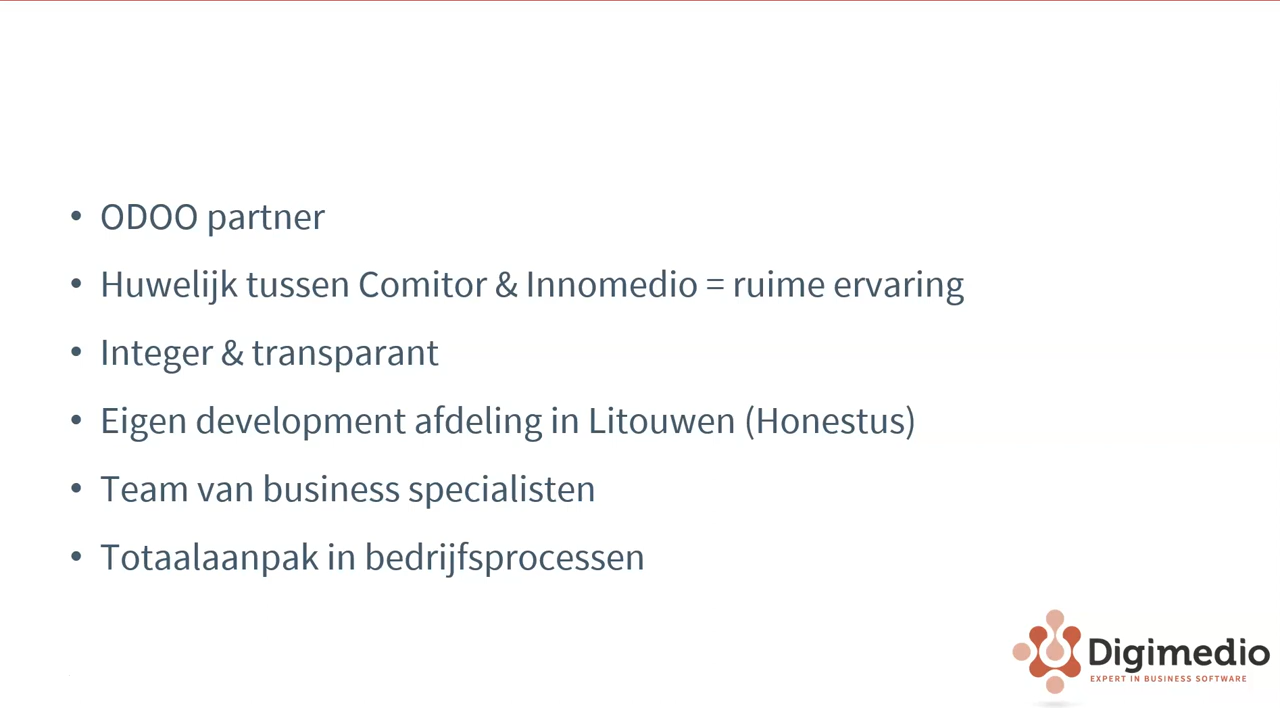 • ODOO partner
• Huwelijk tussen Comitor & Innomedio = ruime ervaring
• Integer & transparant
• Eigen development afdeling in Litouwen (Honestus)
• Team van business specialisten
• Totaalaanpak in bedrijfsprocessen
Digimedio
EXPERT IN BUSINESS SOFTWARE